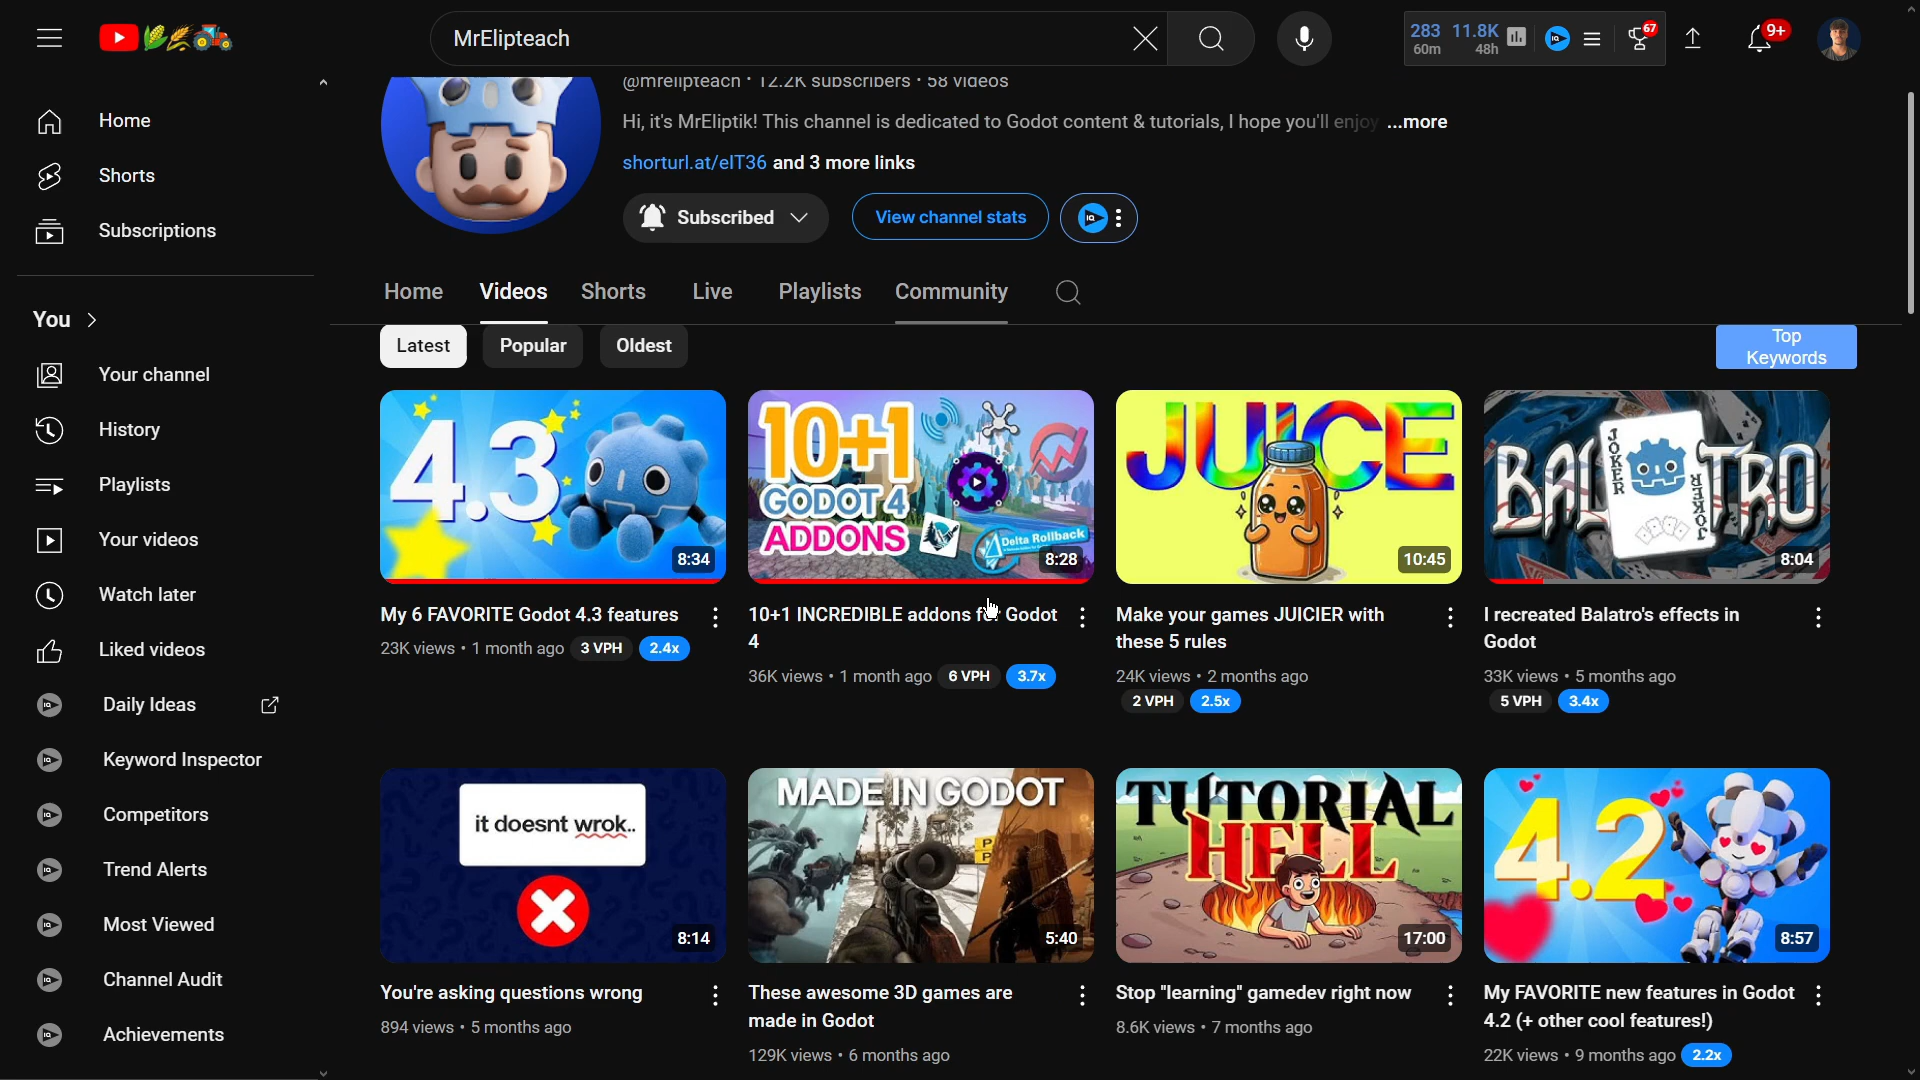 MrElipteach
283 11.8K
60m 48h
67
9+
@mrelipteach • 12.2K subscribers • 58 videos
Hi, it's MrEliptik! This channel is dedicated to Godot content & tutorials, I hope you'll enjoy ...more
shorturl.at/elT36 and 3 more links
Subscribed
View channel stats
Home Videos Shorts Live Playlists Community
Latest Popular Oldest
Top
Keywords
Home
Shorts
Subscriptions
You
Your channel
History
Playlists
Your videos
Watch later
Liked videos
Daily Ideas
Keyword Inspector
Competitors
Trend Alerts
Most Viewed
Channel Audit
Achievements
4.3
8:34
My 6 FAVORITE Godot 4.3 features
23K views • 1 month ago 3 VPH 2.4x
10+1
GODOT 4
ADDONS
Delta Rollback
8:28
10+1 INCREDIBLE addons for Godot
4
36K views • 1 month ago 6 VPH 3.7x
JUICE
10:45
Make your games JUICIER with
these 5 rules
24K views • 2 months ago
2 VPH 2.5x
BALATRO
JOKER
JOKER
8:04
I recreated Balatro's effects in
Godot
33K views • 5 months ago
5 VPH 3.4x
it doesnt wrok..
8:14
You're asking questions wrong
894 views • 5 months ago
MADE IN GODOT
5:40
These awesome 3D games are
made in Godot
129K views • 6 months ago
TUTORIAL
HELL
17:00
Stop "learning" gamedev right now
8.6K views • 7 months ago
4.2
8:57
My FAVORITE new features in Godot
4.2 (+ other cool features!)
22K views • 9 months ago 2.2x